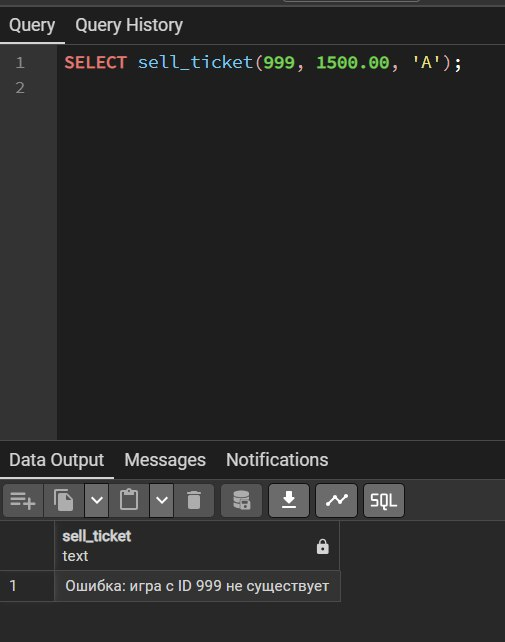 Query Query History
1 SELECT sell_ticket(999, 1500.00, 'A');
2
Data Output Messages Notifications
SQL
sell_ticket
text
1 Ошибка: игра с ID 999 не существует